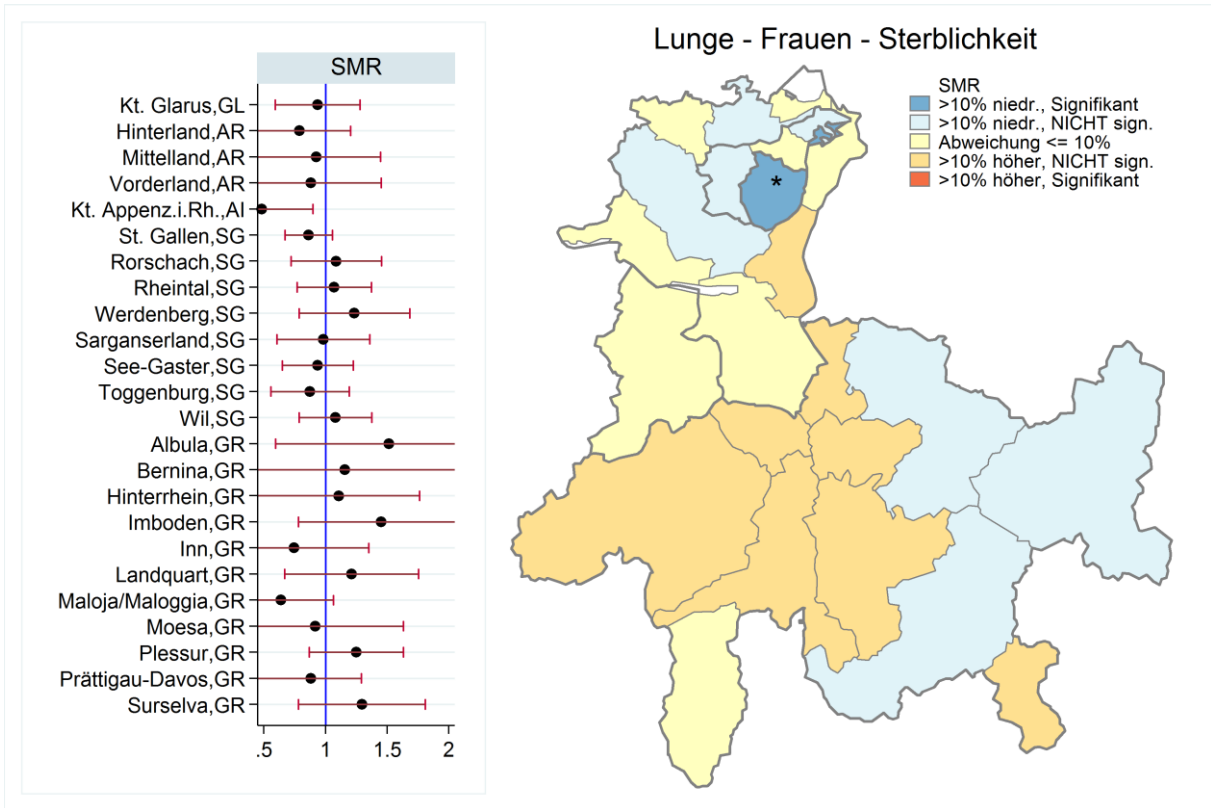 SMR
Kt. Glarus,GL
Hinterland,AR
Mittelland,AR
Vorderland,AR
Kt. Appenz.i.Rh.,AI
St. Gallen,SG
Rorschach,SG
Rheintal,SG
Werdenberg,SG
Sarganserland,SG
See-Gaster,SG
Toggenburg,SG
Wil,SG
Albula,GR
Bernina,GR
Hinterrhein,GR
Imboden,GR
Inn,GR
Landquart,GR
Maloja/Maloggia,GR
Moesa,GR
Plessur,GR
Prättigau-Davos,GR
Surselva,GR
.5 1 1.5 2
Lunge - Frauen - Sterblichkeit
SMR
>10% niedr., Signifikant
>10% niedr., NICHT sign.
Abweichung <= 10%
>10% höher, NICHT sign.
>10% höher, Signifikant
*